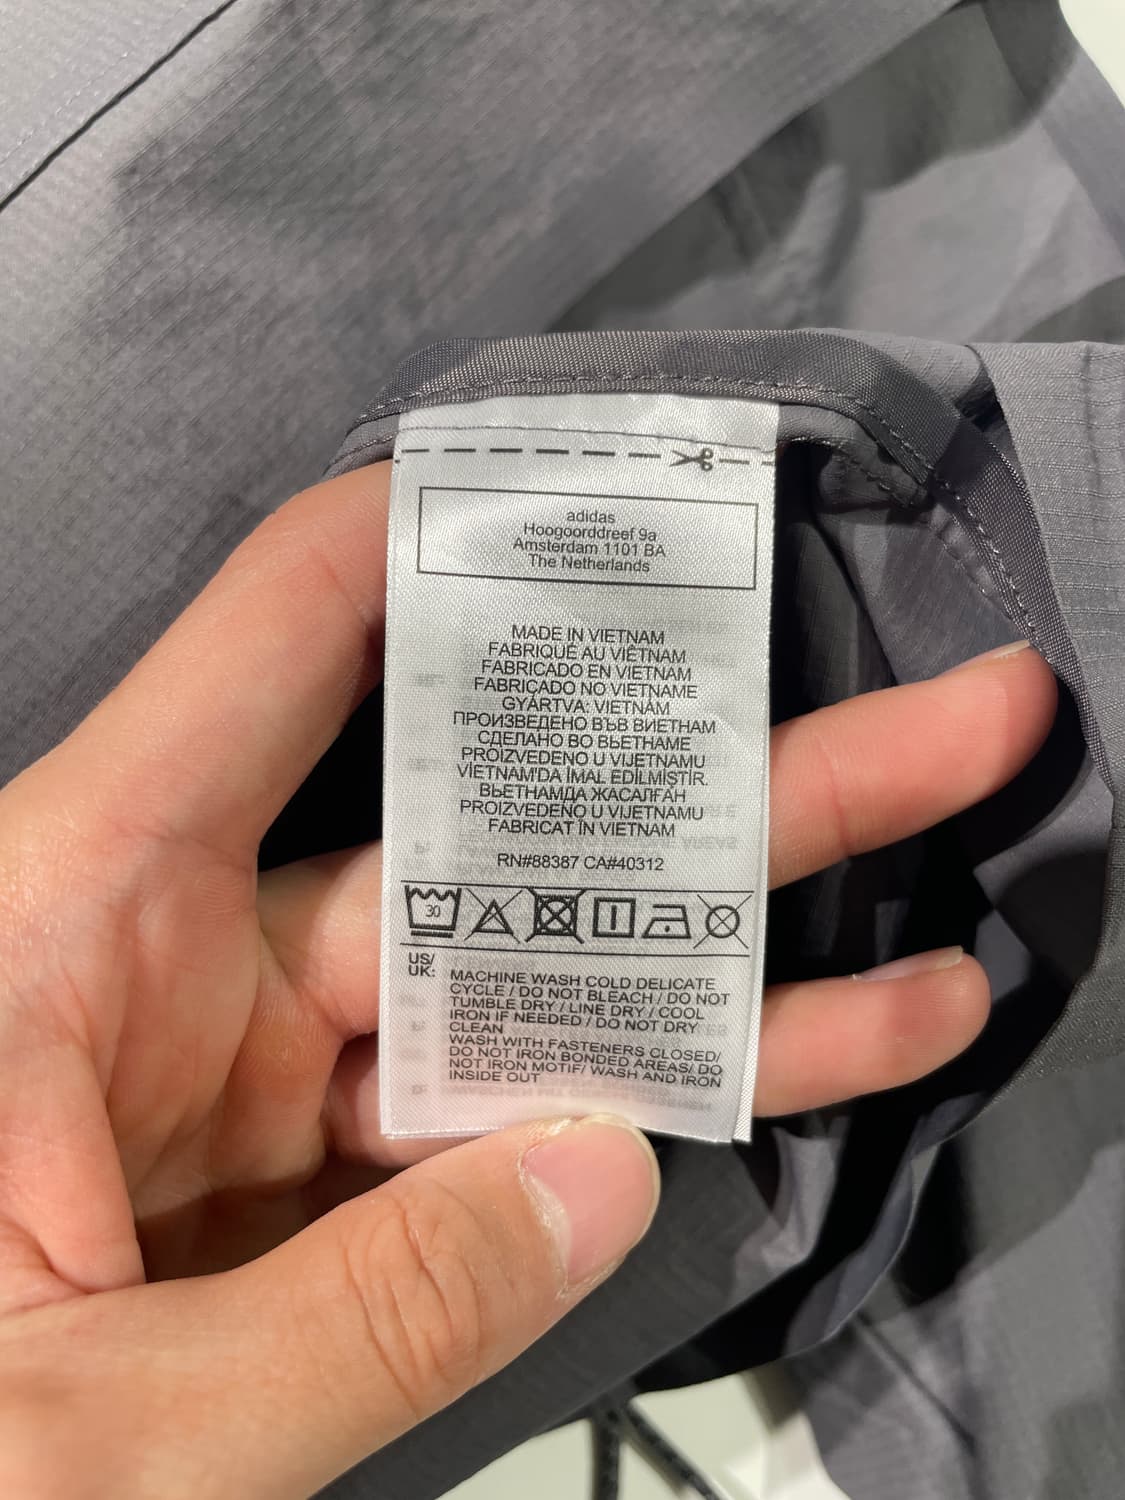 adidas
Hoogoorddreef 9a
Amsterdam 1101 BA
The Netherlands
MADE IN VIETNAM
FABRIQUÉ AU VIÊTNAM
FABRICADO EN VIETNAM
FABRICADO NO VIETNAME
GYÁRTVA: VIETNÁM
ПРОИЗВЕДЕНО ВЪВ ВИЕТНАМ
СДЕЛАНО ВО ВЬЕТНАМЕ
PROIZVEDENO U VIJETNAMU
VİETNAM'DA İMAL EDİLMİŞTİR.
ВЬЕТНАМДА ЖАСАЛҒАН
PROIZVEDENO U VIJETNAMU
FABRICAT ÎN VIETNAM
RN#88387 CA#40312
30
US/
UK:
MACHINE WASH COLD DELICATE
CYCLE / DO NOT BLEACH / DO NOT
TUMBLE DRY / LINE DRY / COOL
IRON IF NEEDED / DO NOT DRY
CLEAN
WASH WITH FASTENERS CLOSED/
DO NOT IRON BONDED AREAS/ DO
NOT IRON MOTIF/ WASH AND IRON
INSIDE OUT